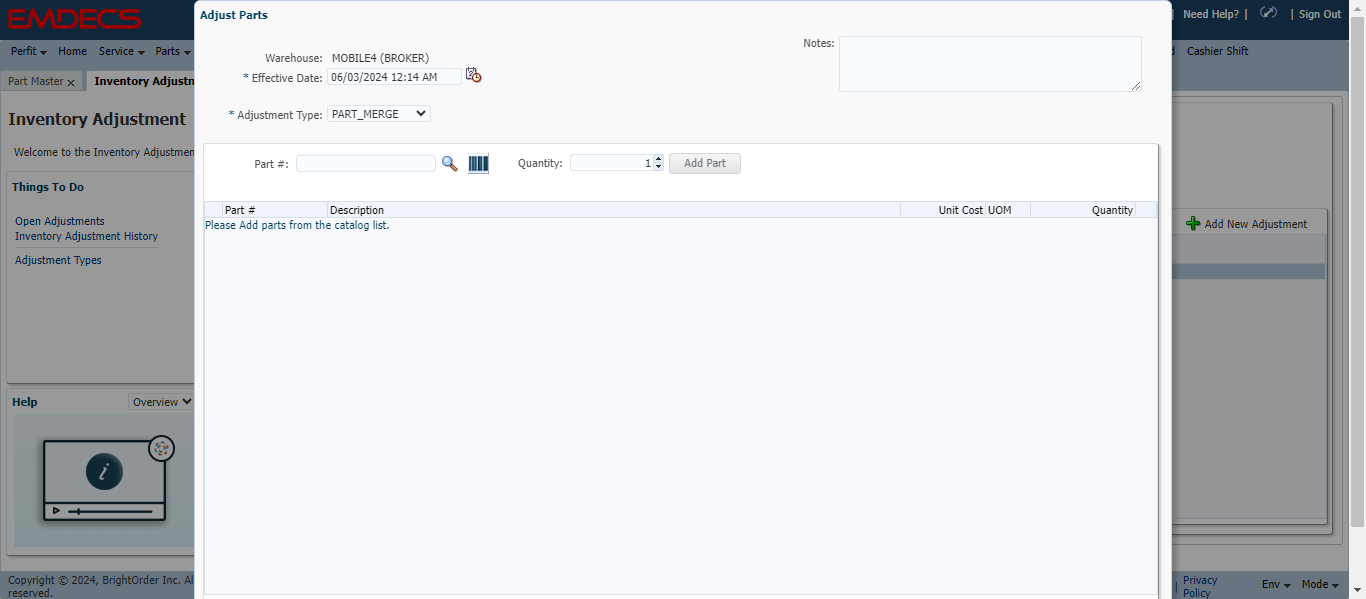 EMDECS
Need Help? |
| Sign Out
Perfit Home Service Parts
Cashier Shift
Part Master x
Inventory Adjustn
Inventory Adjustment
Welcome to the Inventory Adjustmen
Things To Do
Open Adjustments
Inventory Adjustment History
Adjustment Types
Help
Overview
Adjust Parts
Warehouse: MOBILE4 (BROKER)
* Effective Date: 06/03/2024 12:14 AM
* Adjustment Type: PART_MERGE
Notes:
Part #:
Quantity: 1
Add Part
Part # Description Unit Cost UOM Quantity
Please Add parts from the catalog list.
Add New Adjustment
Copyright © 2024, BrightOrder Inc. Al
reserved.
Privacy
Policy
Env Mode